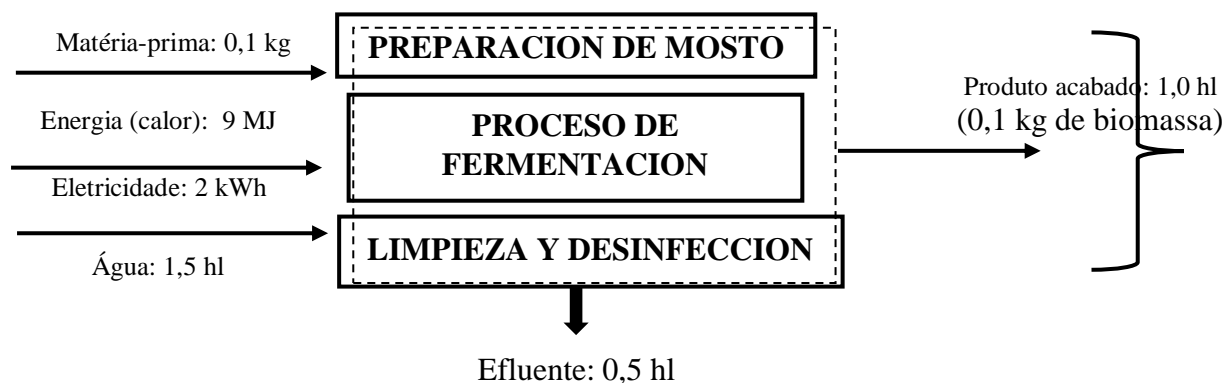 Matéria-prima: 0,1 kg
Energia (calor): 9 MJ
Eletricidade: 2 kWh
Água: 1,5 hl
PREPARACION DE MOSTO
PROCESO DE
FERMENTACION
LIMPIEZA Y DESINFECCION
Produto acabado: 1,0 hl
(0,1 kg de biomassa)
Efluente: 0,5 hl